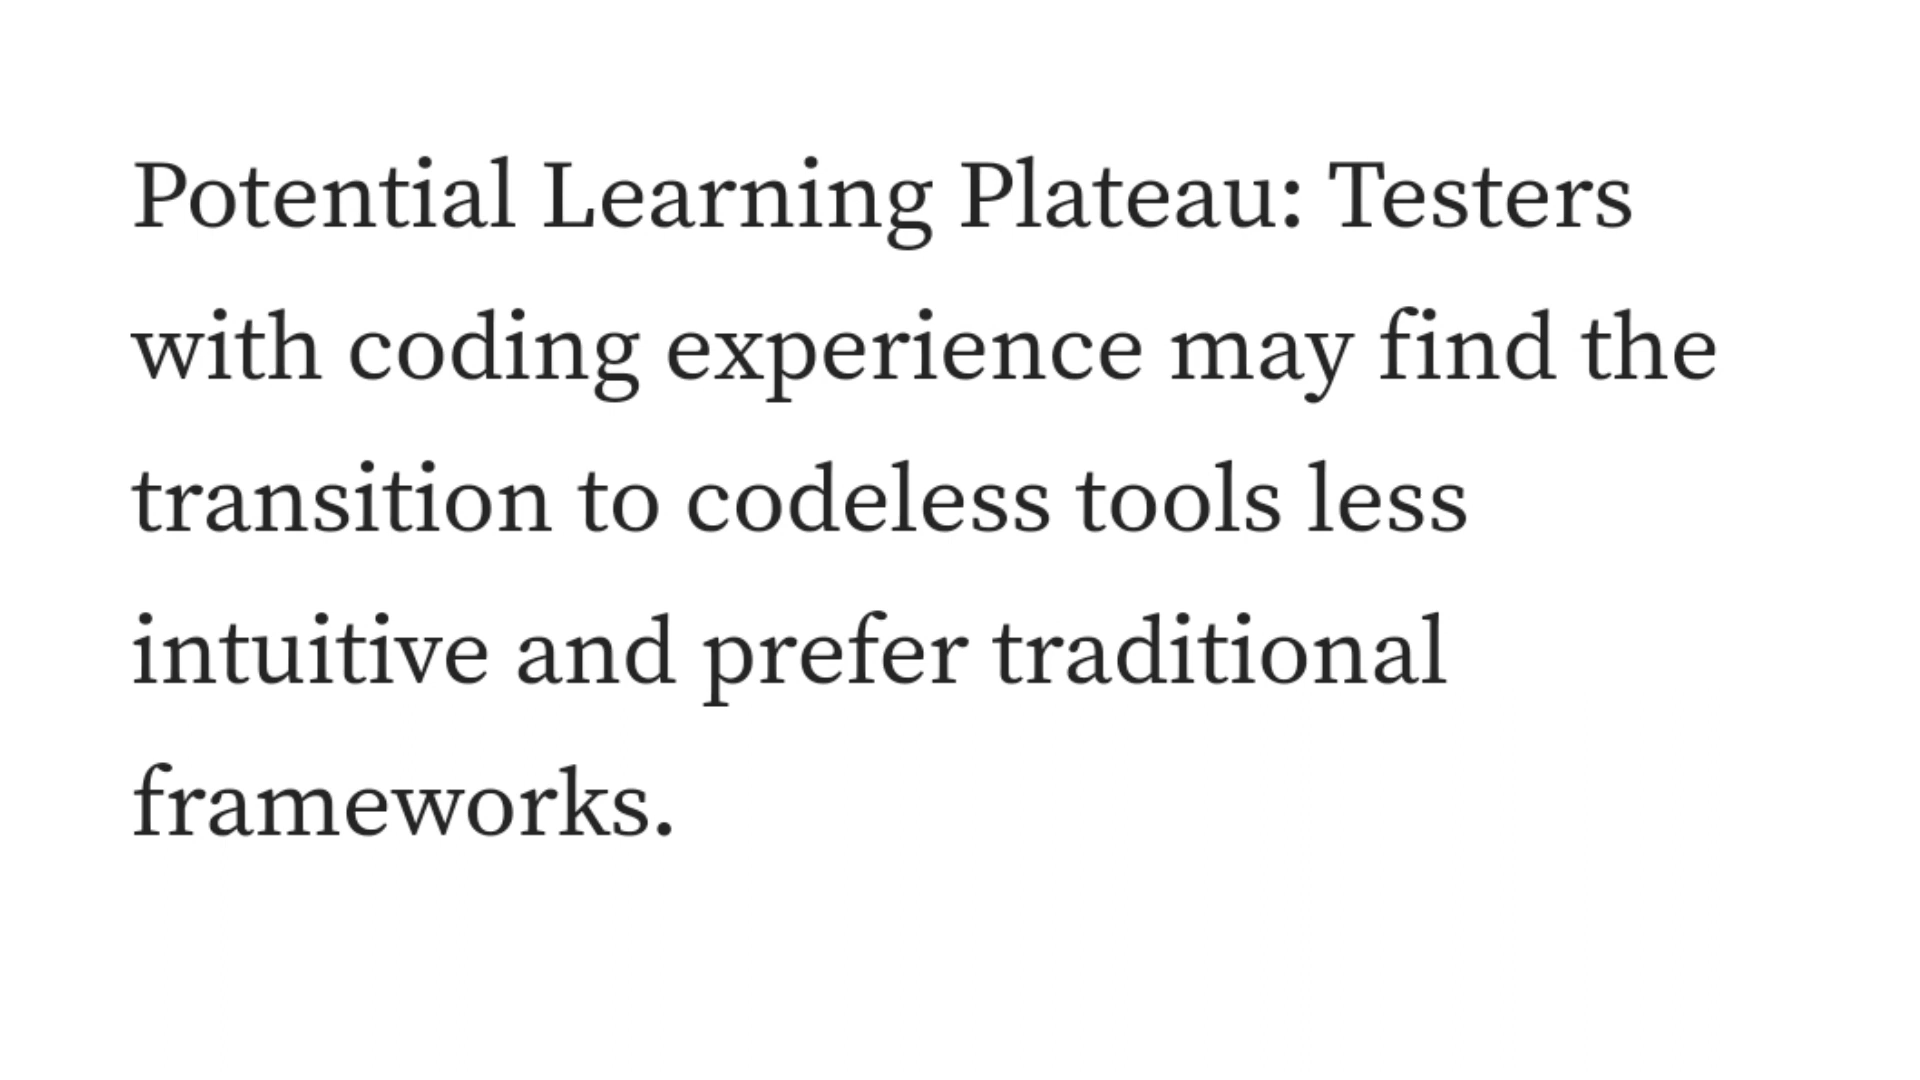 Potential Learning Plateau: Testers
with coding experience may find the
transition to codeless tools less
intuitive and prefer traditional
frameworks.